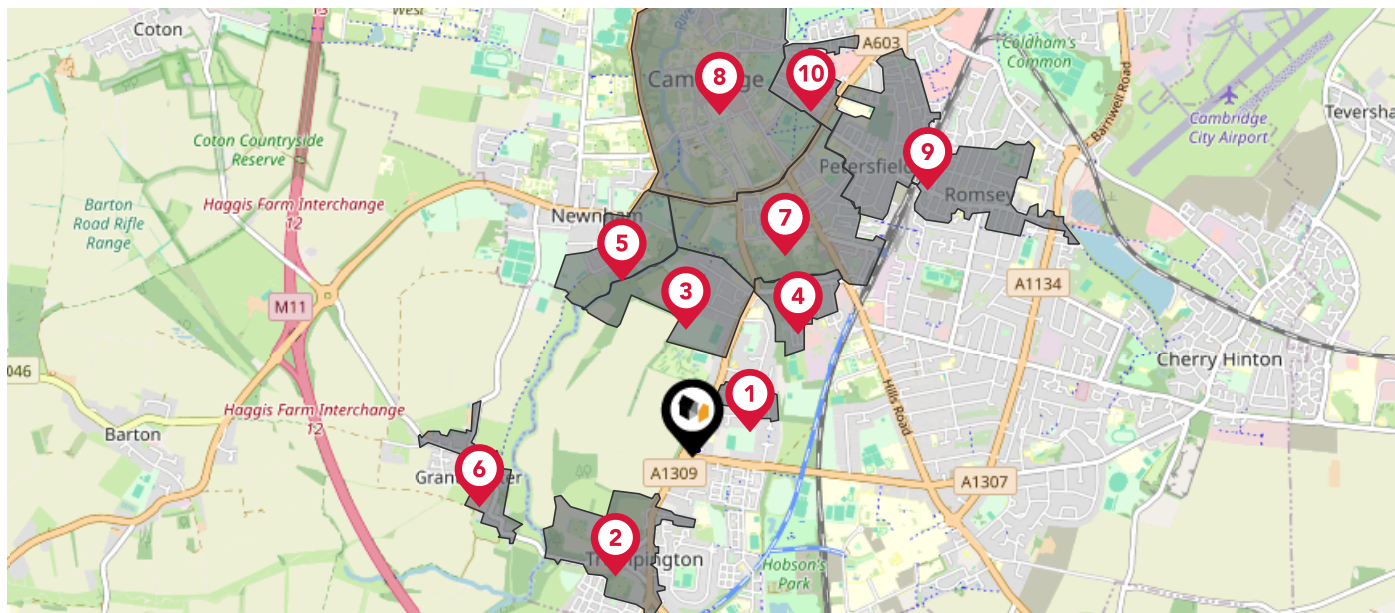 13
West
Coton
River
A603
Coldham's
Common
Barnwell Road
8
10
Cambridge
Cambridge
City Airport
Teversha
Coton Countryside
Reserve
9
Petersfield
Romsey
Barton
Road Rifle
Range
Haggis Farm Interchange
12
Newnham
7
5
3
4
M11
A1134
Cherry Hinton
046
Hills Road
1
Haggis Farm Interchange
12
Barton
6
A1309
A1307
2
Trumpington
Hobson's
Park